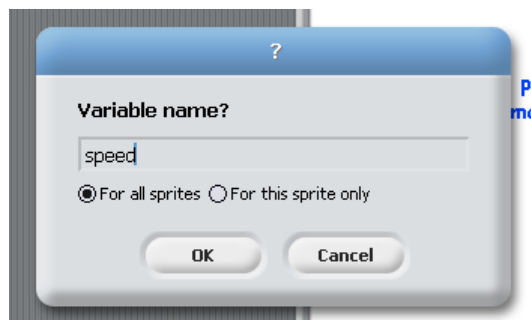 ?
Variable name?
speed
For all sprites For this sprite only
OK Cancel